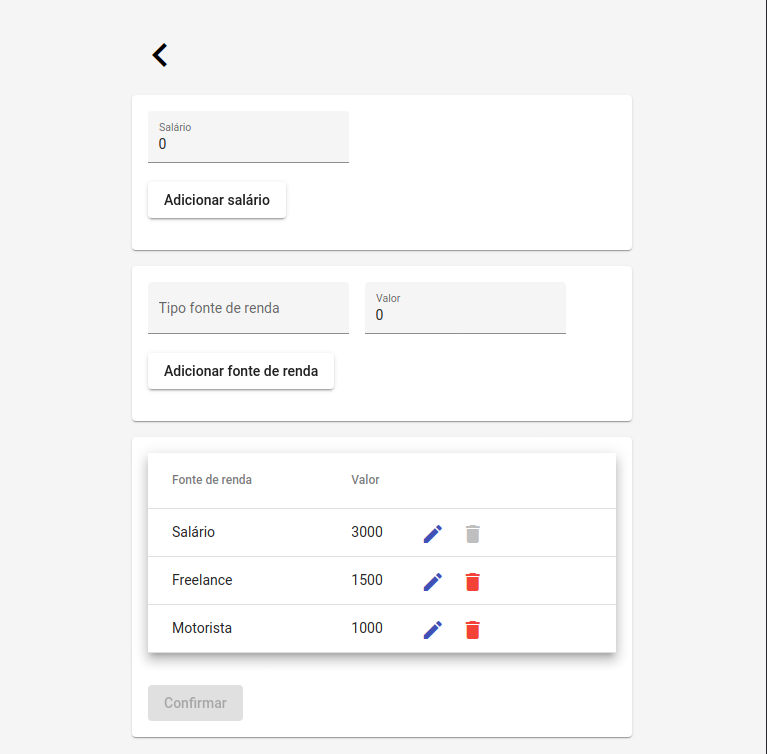 Salário
0
Adicionar salário
Tipo fonte de renda
Valor
0
Adicionar fonte de renda
Fonte de renda Valor
Salário 3000
Freelance 1500
Motorista 1000
Confirmar